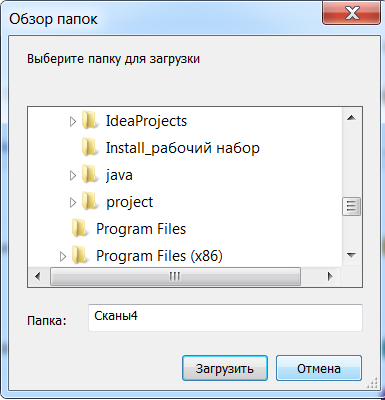 Обзор папок
Выберите папку для загрузки
IdeaProjects
Install_рабочий набор
java
project
Program Files
Program Files (x86)
Папка:
Сканы4
Загрузить
Отмена